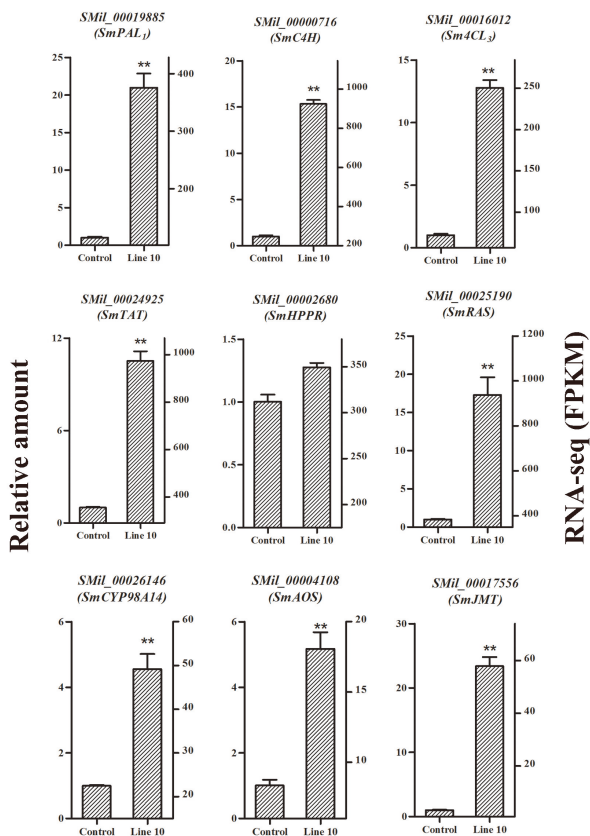 SMil_00019885
(SmPAL1)
**
25
20
15
10
5
0
400
300
200
Control
Line 10
SMil_00000716
(SmC4H)
**
20
15
10
5
0
1000
800
600
400
200
Control
Line 10
SMil_00016012
(Sm4CL3)
**
15
10
5
0
250
200
150
100
Control
Line 10
SMil_00024925
(SmTAT)
**
12
6
0
1000
800
600
400
Control
Line 10
SMil_00002680
(SmHPPR)
1.5
1.0
0.5
0.0
350
300
250
200
Control
Line 10
SMil_00025190
(SmRAS)
**
25
20
15
10
5
0
1200
1000
800
600
400
Control
Line 10
Relative amount
RNA-seq (FPKM)
SMil_00026146
(SmCYP98A14)
**
6
4
2
0
60
50
40
30
20
Control
Line 10
SMil_00004108
(SmAOS)
**
6
4
2
0
20
15
10
Control
Line 10
SMil_00017556
(SmJMT)
**
30
20
10
0
60
40
20
Control
Line 10